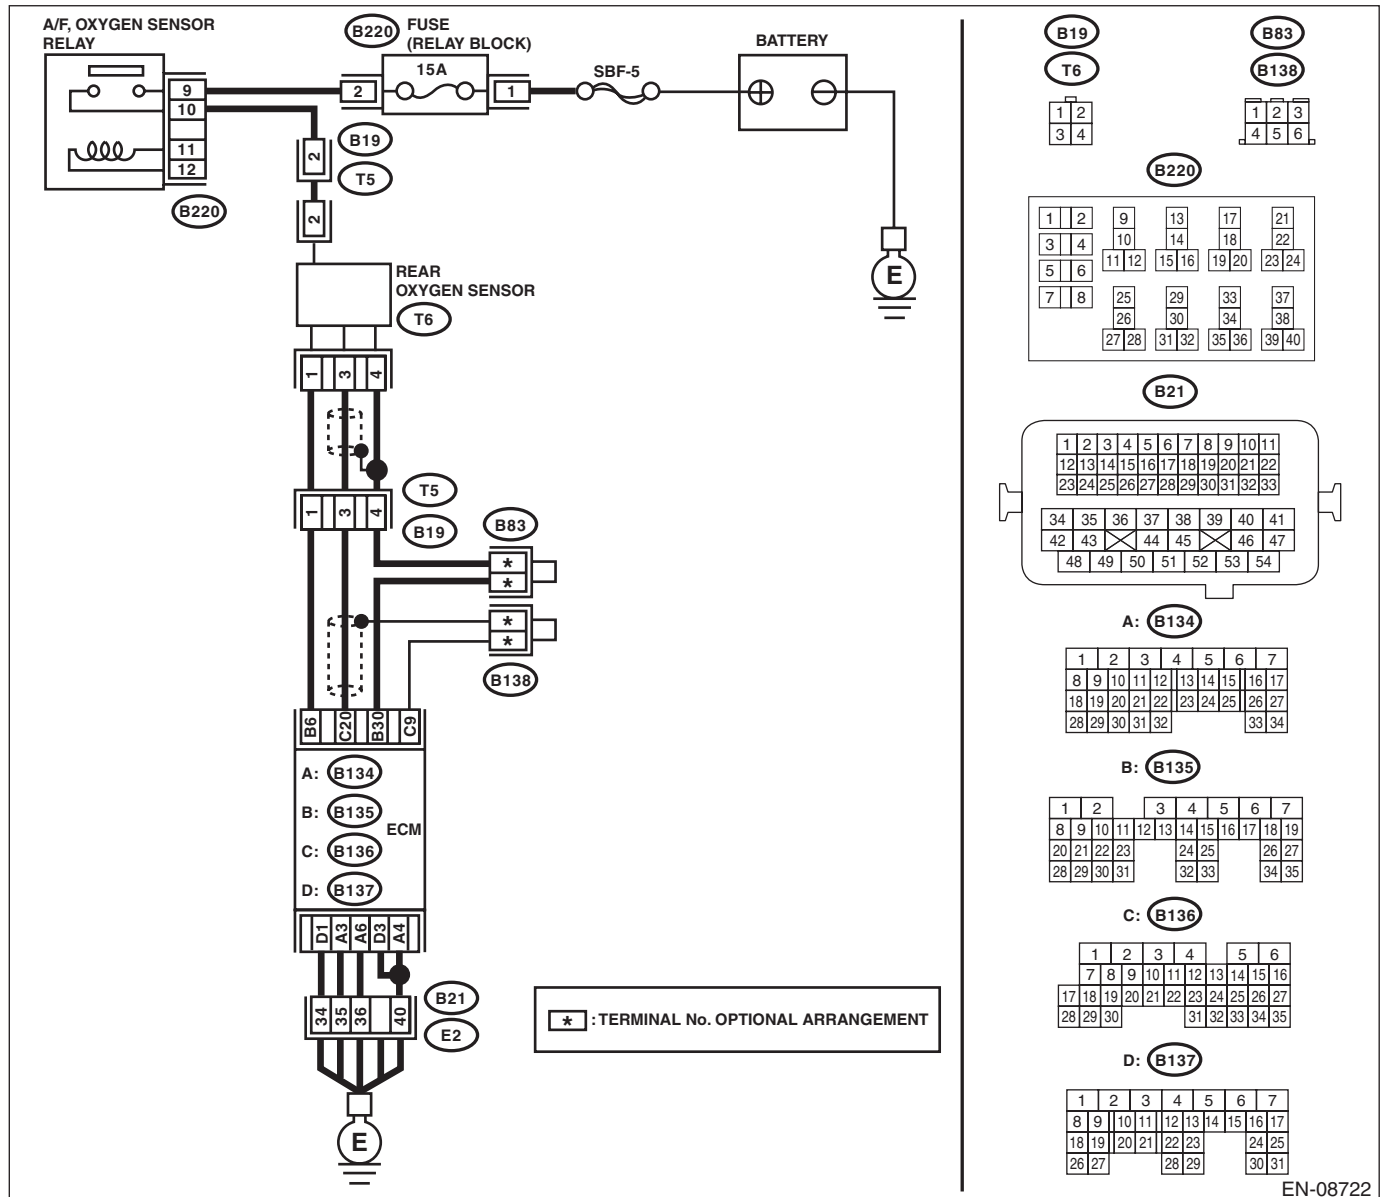 A/F, OXYGEN SENSOR
RELAY
B220
FUSE
(RELAY BLOCK)
BATTERY
15A
SBF-5
9
10
11
12
2
1
B220
2
B19
T5
2
E
REAR
OXYGEN SENSOR
T6
1 3 4
T5
1 3 4
B19
B83
*
*
*
*
B138
B6 C20 B30 C9
A: B134
B: B135
ECM
C: B136
D: B137
D1 A3 A6 D3 A4
34 35 36 40
B21
E2
E
* : TERMINAL No. OPTIONAL ARRANGEMENT
B19 B83
T6 B138
1 2
3 4
1 2 3
4 5 6
B220
1 2 9 13 17 21
3 4 10 14 18 22
11 12 15 16 19 20 23 24
5 6
7 8 25 29 33 37
26 30 34 38
27 28 31 32 35 36 39 40
B21
1 2 3 4 5 6 7 8 9 10 11
12 13 14 15 16 17 18 19 20 21 22
23 24 25 26 27 28 29 30 31 32 33
34 35 36 37 38 39 40 41
42 43 44 45 46 47
48 49 50 51 52 53 54
A: B134
1 2 3 4 5 6 7
8 9 10 11 12 13 14 15 16 17
18 19 20 21 22 23 24 25 26 27
28 29 30 31 32 33 34
B: B135
1 2 3 4 5 6 7
8 9 10 11 12 13 14 15 16 17 18 19
20 21 22 23 24 25 26 27
28 29 30 31 32 33 34 35
C: B136
1 2 3 4 5 6
7 8 9 10 11 12 13 14 15 16
17 18 19 20 21 22 23 24 25 26 27
28 29 30 31 32 33 34 35
D: B137
1 2 3 4 5 6 7
8 9 10 11 12 13 14 15 16 17
18 19 20 21 22 23 24 25
26 27 28 29 30 31
EN-08722